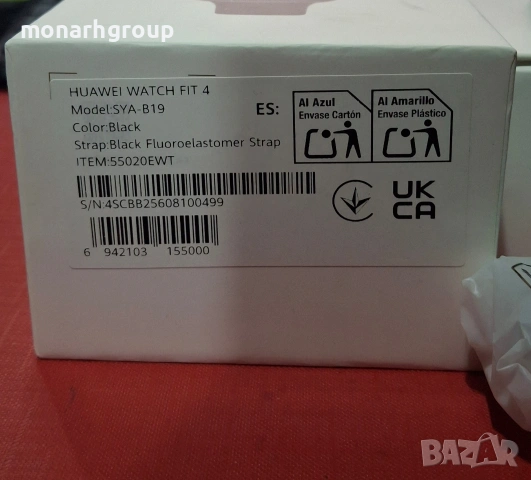 monarhgroup
HUAWEI WATCH FIT 4
Model:SYA-B19
Color:Black
Strap:Black Fluoroelastomer Strap
ITEM:55020EWT
S/N:4SCBB25608100499
6 942103 155000
ES:
Al Azul
Envase Cartón
Al Amarillo
Envase Plástico
UK
CA
BAZAR